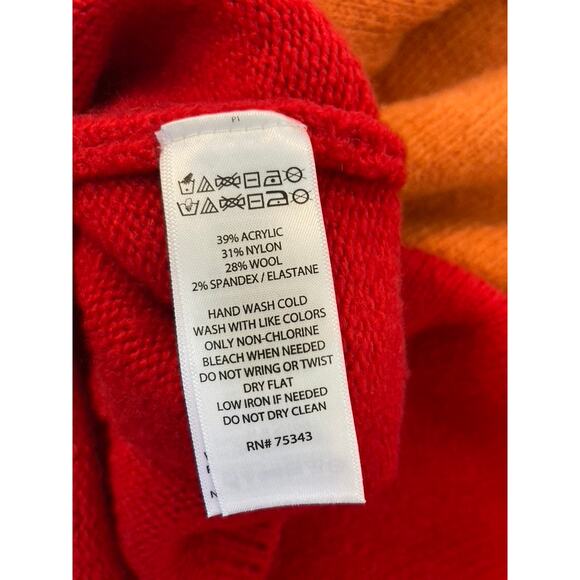 39% ACRYLIC
31% NYLON
28% WOOL
2% SPANDEX / ELASTANE
HAND WASH COLD
WASH WITH LIKE COLORS
ONLY NON-CHLORINE
BLEACH WHEN NEEDED
DO NOT WRING OR TWIST
DRY FLAT
LOW IRON IF NEEDED
DO NOT DRY CLEAN
RN# 75343